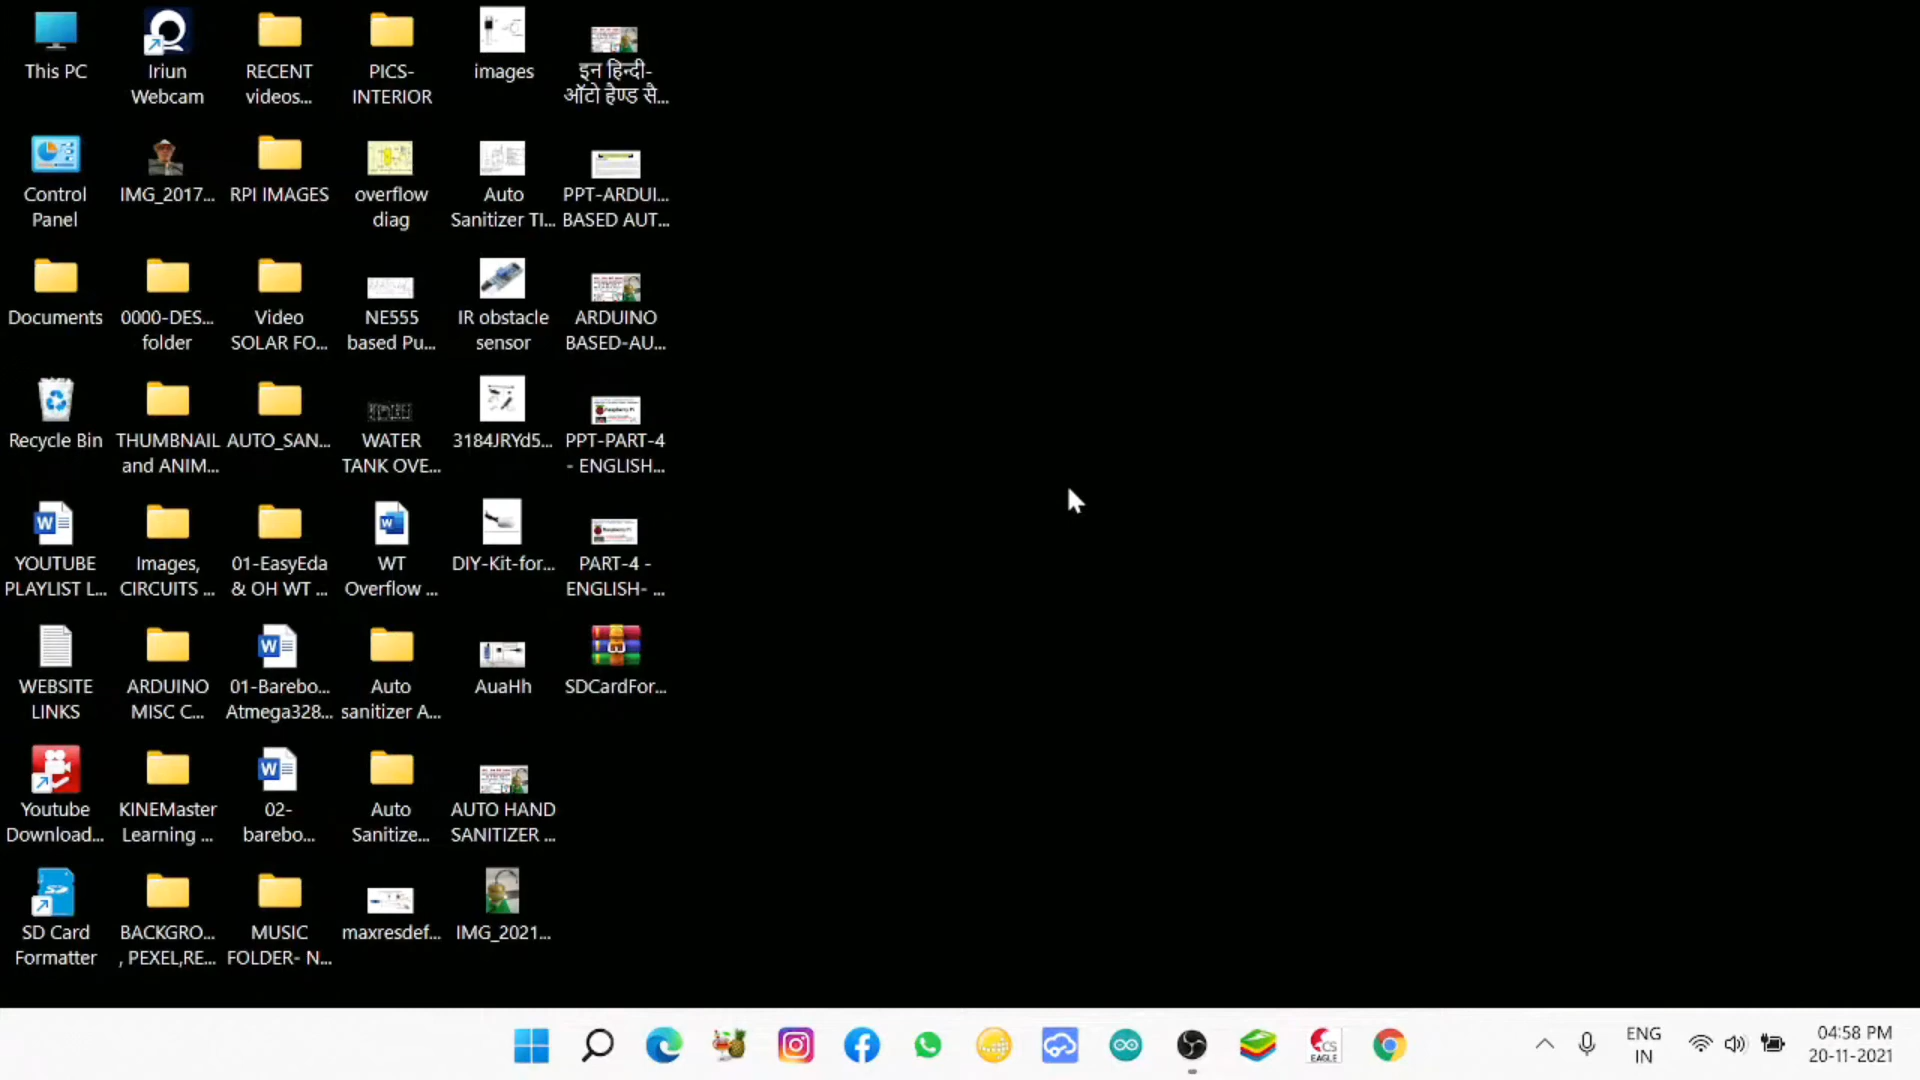 This PC
Iriun
Webcam
RECENT
videos...
PICS-
INTERIOR
images
इन हिन्दी-
ऑटो हैण्ड सै...
Control
Panel
IMG_2017...
RPI IMAGES
overflow
diag
Auto
Sanitizer TI...
PPT-ARDUI...
BASED AUT...
Documents
0000-DES...
folder
Video
SOLAR FO...
NE555
based Pu...
IR obstacle
sensor
ARDUINO
BASED-AU...
Recycle Bin
THUMBNAIL
and ANIM...
AUTO_SAN...
WATER
TANK OVE...
3184JRYd5...
PPT-PART-4
- ENGLISH...
YOUTUBE
PLAYLIST L...
Images,
CIRCUITS ...
01-EasyEda
& OH WT ...
WT
Overflow ...
DIY-Kit-for...
PART-4 -
ENGLISH- ...
WEBSITE
LINKS
ARDUINO
MISC C...
01-Barebo...
Atmega328...
Auto
sanitizer A...
AuaHh
SDCardFor...
Youtube
Download...
KINEMaster
Learning ...
02-
barebo...
Auto
Sanitize...
AUTO HAND
SANITIZER ...
SD Card
Formatter
BACKGRO...
, PEXEL,RE...
MUSIC
FOLDER- N...
maxresdef...
IMG_2021...
CS
EAGLE
ENG
IN
04:58 PM
20-11-2021